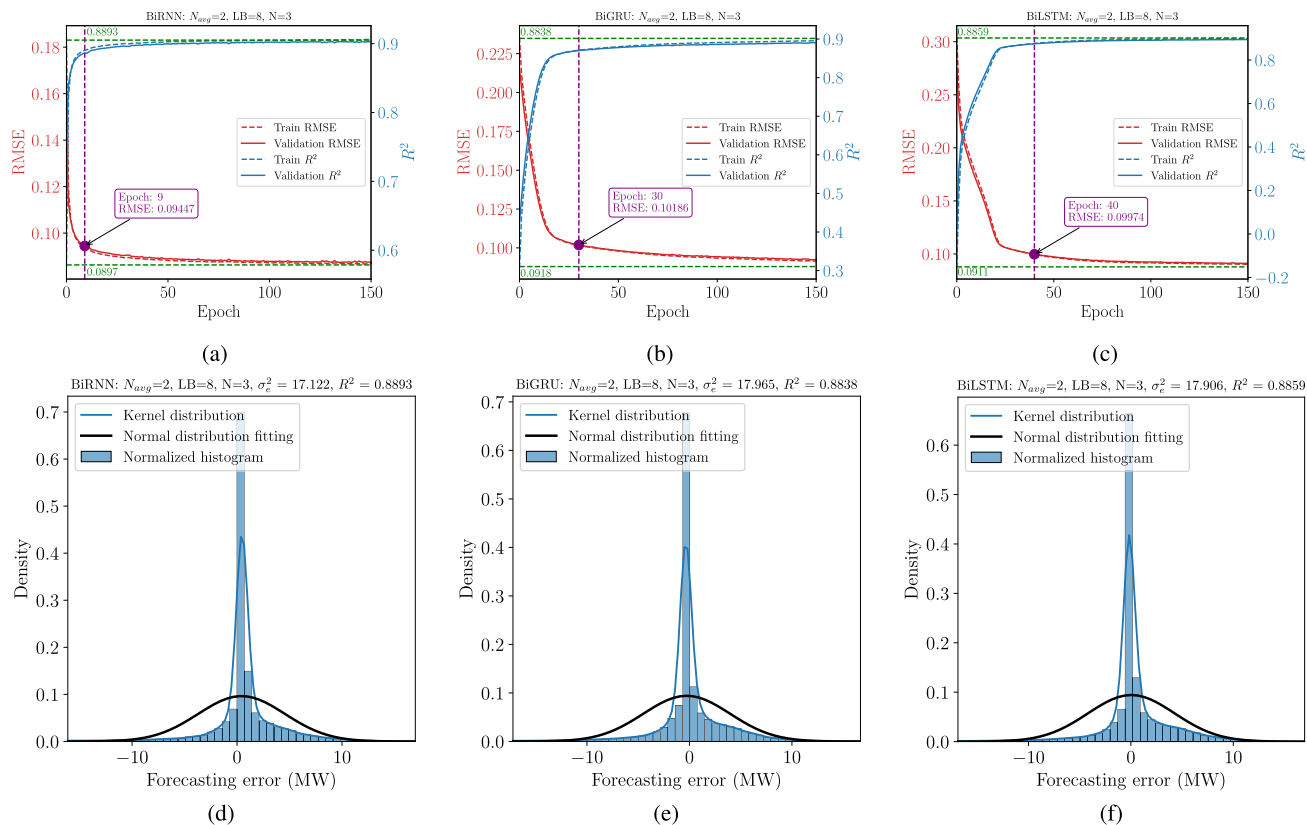 BiRNN: N_avg=2, LB=8, N=3
0.8893
0.18
0.16
0.14
0.12
0.10
RMSE
0.9
0.8
0.7
0.6
R²
Train RMSE
Validation RMSE
Train R²
Validation R²
Epoch: 9
RMSE: 0.09447
0.0897
0 50 100 150
Epoch
(a)
BiGRU: N_avg=2, LB=8, N=3
0.8838
0.225
0.200
0.175
0.150
0.125
0.100
RMSE
0.9
0.8
0.7
0.6
0.5
0.4
0.3
R²
Train RMSE
Validation RMSE
Train R²
Validation R²
Epoch: 30
RMSE: 0.10186
0.0918
0 50 100 150
Epoch
(b)
BiLSTM: N_avg=2, LB=8, N=3
0.8859
0.30
0.25
0.20
0.15
0.10
RMSE
0.8
0.6
0.4
0.2
0.0
−0.2
R²
Train RMSE
Validation RMSE
Train R²
Validation R²
Epoch: 40
RMSE: 0.09974
0.0911
0 50 100 150
Epoch
(c)
BiRNN: N_avg=2, LB=8, N=3, σ_e² = 17.122, R² = 0.8893
Kernel distribution
Normal distribution fitting
Normalized histogram
0.7
0.6
0.5
0.4
0.3
0.2
0.1
0.0
Density
−10 0 10
Forecasting error (MW)
(d)
BiGRU: N_avg=2, LB=8, N=3, σ_e² = 17.965, R² = 0.8838
Kernel distribution
Normal distribution fitting
Normalized histogram
0.7
0.6
0.5
0.4
0.3
0.2
0.1
0.0
Density
−10 0 10
Forecasting error (MW)
(e)
BiLSTM: N_avg=2, LB=8, N=3, σ_e² = 17.906, R² = 0.8859
Kernel distribution
Normal distribution fitting
Normalized histogram
0.6
0.5
0.4
0.3
0.2
0.1
0.0
Density
−10 0 10
Forecasting error (MW)
(f)